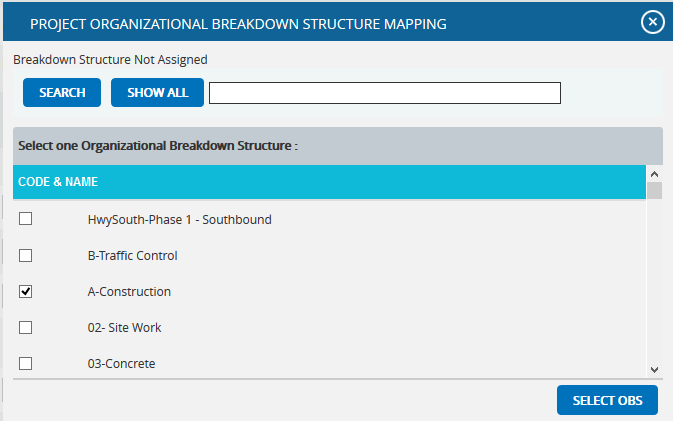 PROJECT ORGANIZATIONAL BREAKDOWN STRUCTURE MAPPING
Breakdown Structure Not Assigned
SEARCH SHOW ALL
Select one Organizational Breakdown Structure :
CODE & NAME
HwySouth-Phase 1 - Southbound
B-Traffic Control
A-Construction
02- Site Work
03-Concrete
SELECT OBS